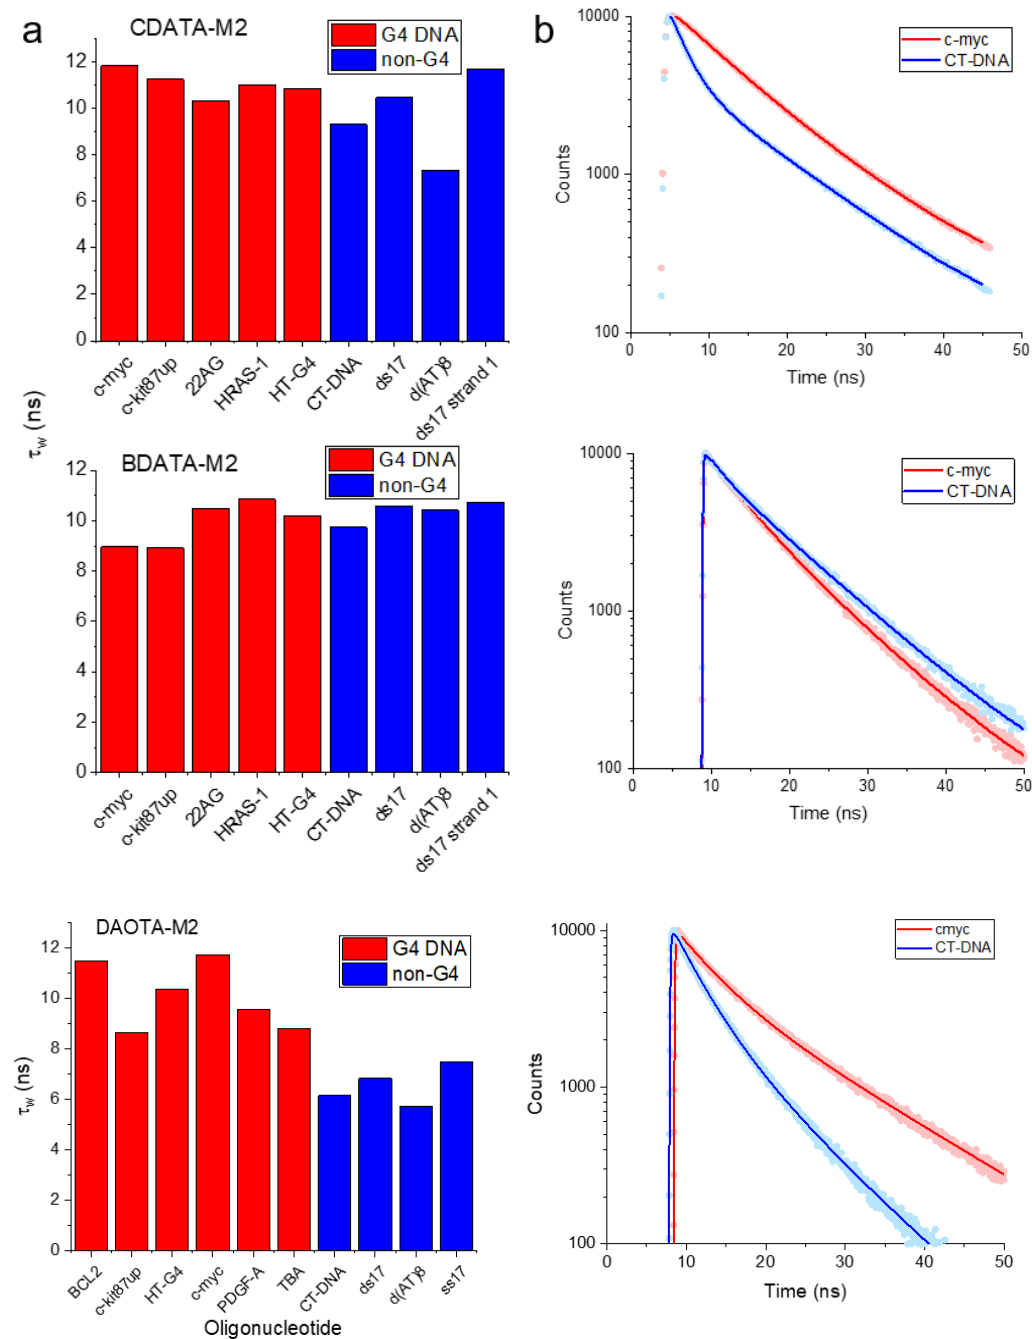 a
CDATA-M2
G4 DNA
non-G4
12
10
8
6
4
2
0
c-myc
c-kit87up
22AG
HRAS-1
HT-G4
CT-DNA
ds17
d(AT)8
ds17 strand 1
τw (ns)
BDATA-M2
G4 DNA
non-G4
12
10
8
6
4
2
0
c-myc
c-kit87up
22AG
HRAS-1
HT-G4
CT-DNA
ds17
d(AT)8
ds17 strand 1
DAOTA-M2
G4 DNA
non-G4
12
10
8
6
4
2
0
τw (ns)
BCL2
c-kit87up
HT-G4
c-myc
PDGF-A
TBA
CT-DNA
ds17
d(AT)8
ss17
Oligonucleotide
b
c-myc
CT-DNA
10000
1000
100
Counts
0 10 20 30 40 50
Time (ns)
c-myc
CT-DNA
10000
1000
100
Counts
0 10 20 30 40 50
Time (ns)
cmyc
CT-DNA
10000
1000
100
Counts
0 10 20 30 40 50
Time (ns)